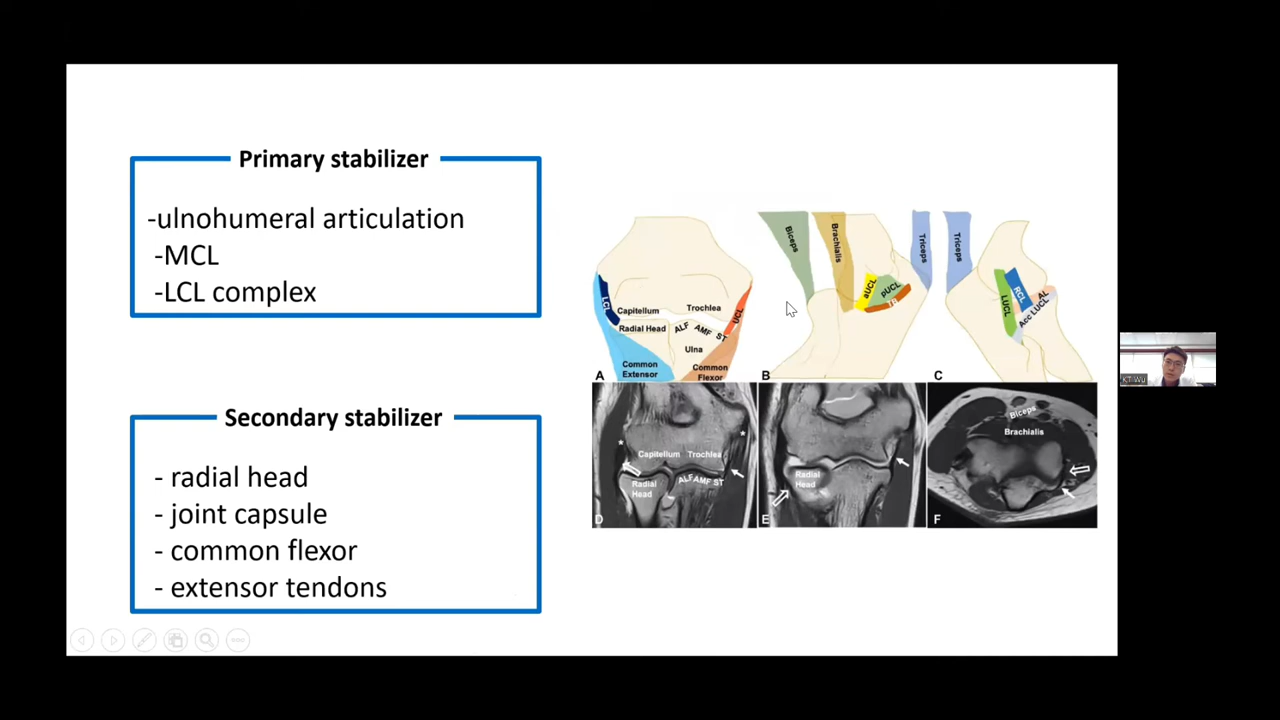 Primary stabilizer
-ulnohumeral articulation
-MCL
-LCL complex
Secondary stabilizer
- radial head
- joint capsule
- common flexor
- extensor tendons
LCL
Capitellum
Trochlea
Radial Head
ALF
AMF
ST
UCL
Ulna
Common
Extensor
Common
Flexor
A
Biceps
Brachialis
Triceps
aUCL
pUCL
B
Triceps
LUCL
RCL
AL
Acc LUCL
C
*
*
Capitellum
Trochlea
Radial
Head
ALF AMF ST
D
Radial
Head
E
Biceps
Brachialis
F
KT Wu